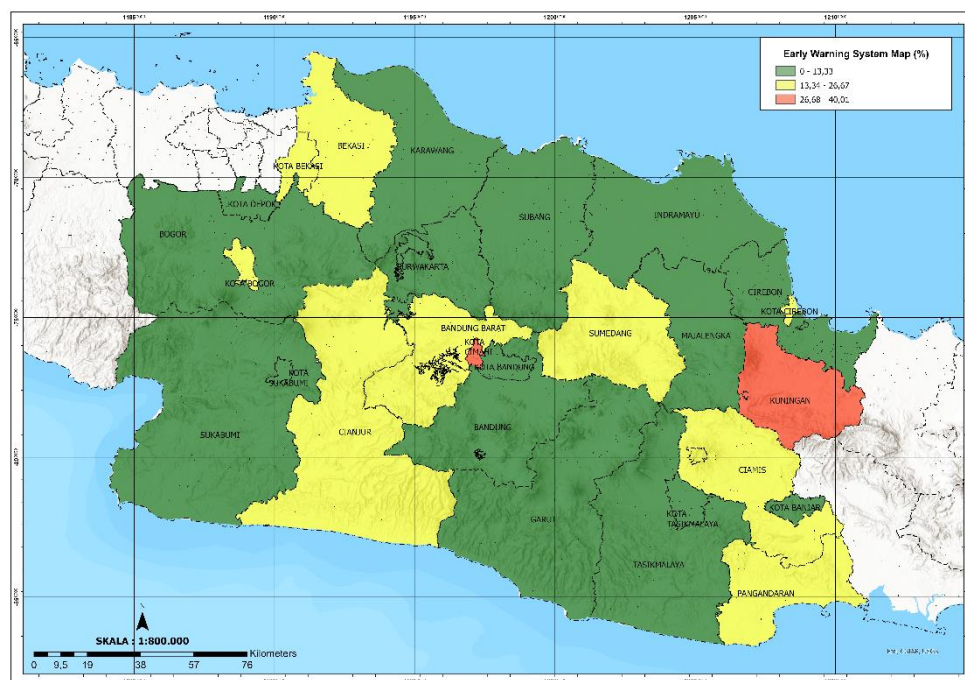 Early Warning System Map (%)
0 - 13,33
13,34 - 26,67
26,68 - 40,01
BEKASI
KARAWANG
KOTA BEKASI
KOTA DEPOK
SUBANG
INDRAMAYU
BOGOR
PURWAKARTA
KOTA BOGOR
CIREBON
KOTA CIREBON
BANDUNG BARAT
SUMEDANG
MAJALENGKA
KOTA
CIMAHI
KOTA BANDUNG
KOTA
SUKABUMI
KUNINGAN
SUKABUMI
CIANJUR
BANDUNG
CIAMIS
KOTA BANJAR
GARUT
KOTA
TASIKMALAYA
TASIKMALAYA
PANGANDARAN
SKALA : 1:800.000
Kilometers
0 9,5 19 38 57 76